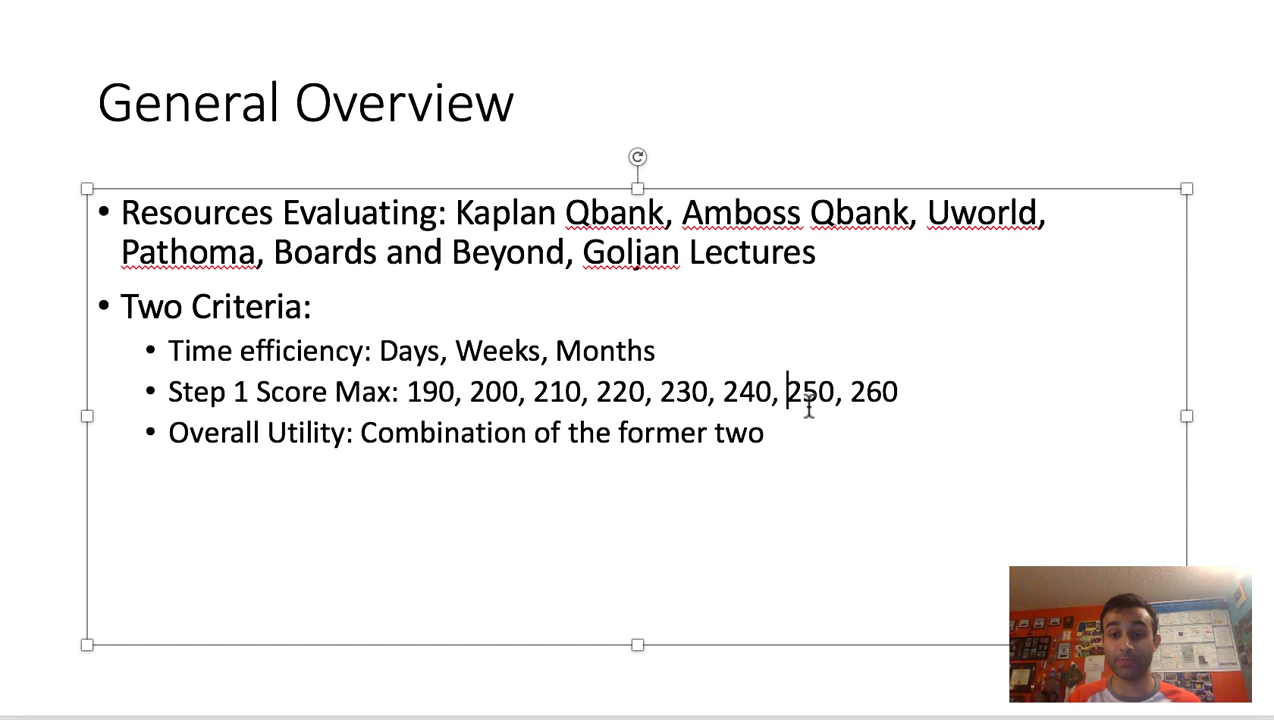 General Overview
• Resources Evaluating: Kaplan Qbank, Amboss Qbank, Uworld,
Pathoma, Boards and Beyond, Goljan Lectures
• Two Criteria:
• Time efficiency: Days, Weeks, Months
• Step 1 Score Max: 190, 200, 210, 220, 230, 240, 250, 260
• Overall Utility: Combination of the former two